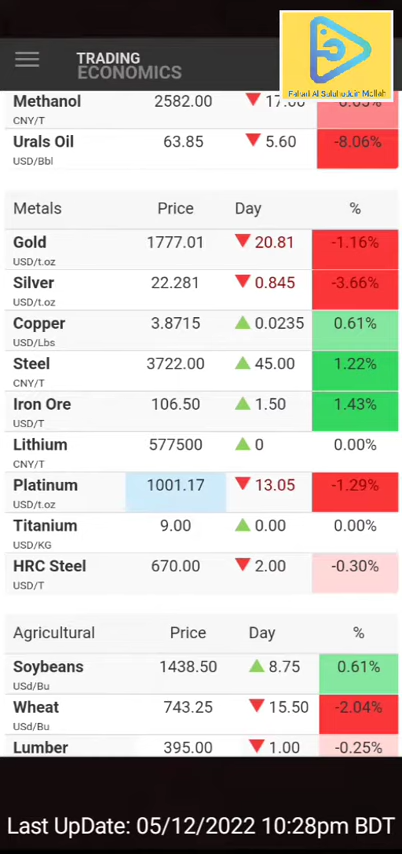 TRADING
ECONOMICS
Fahad Al Salahuddin Mollah
Methanol 2582.00 ▼ 17.00
CNY/T
Urals Oil 63.85 ▼ 5.60 -8.06%
USD/Bbl
Metals Price Day %
Gold 1777.01 ▼ 20.81 -1.16%
USD/t.oz
Silver 22.281 ▼ 0.845 -3.66%
USD/t.oz
Copper 3.8715 ▲ 0.0235 0.61%
USD/Lbs
Steel 3722.00 ▲ 45.00 1.22%
CNY/T
Iron Ore 106.50 ▲ 1.50 1.43%
USD/T
Lithium 577500 ▲ 0 0.00%
CNY/T
Platinum 1001.17 ▼ 13.05 -1.29%
USD/t.oz
Titanium 9.00 ▲ 0.00 0.00%
USD/KG
HRC Steel 670.00 ▼ 2.00 -0.30%
USD/T
Agricultural Price Day %
Soybeans 1438.50 ▲ 8.75 0.61%
USd/Bu
Wheat 743.25 ▼ 15.50 -2.04%
USd/Bu
Lumber 395.00 ▼ 1.00 -0.25%
Last UpDate: 05/12/2022 10:28pm BDT